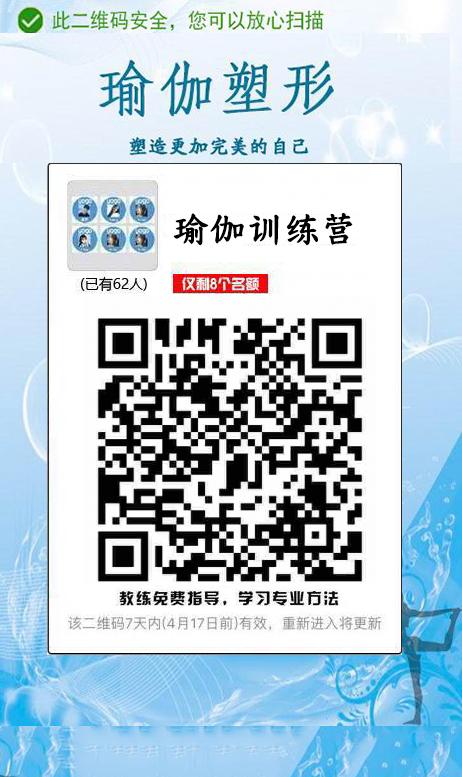 此二维码安全，您可以放心扫描
瑜伽塑形
塑造更加完美的自己
瑜伽训练营
(已有62人)
仅剩8个名额
教练免费指导，学习专业方法
该二维码7天内(4月17日前)有效，重新进入将更新